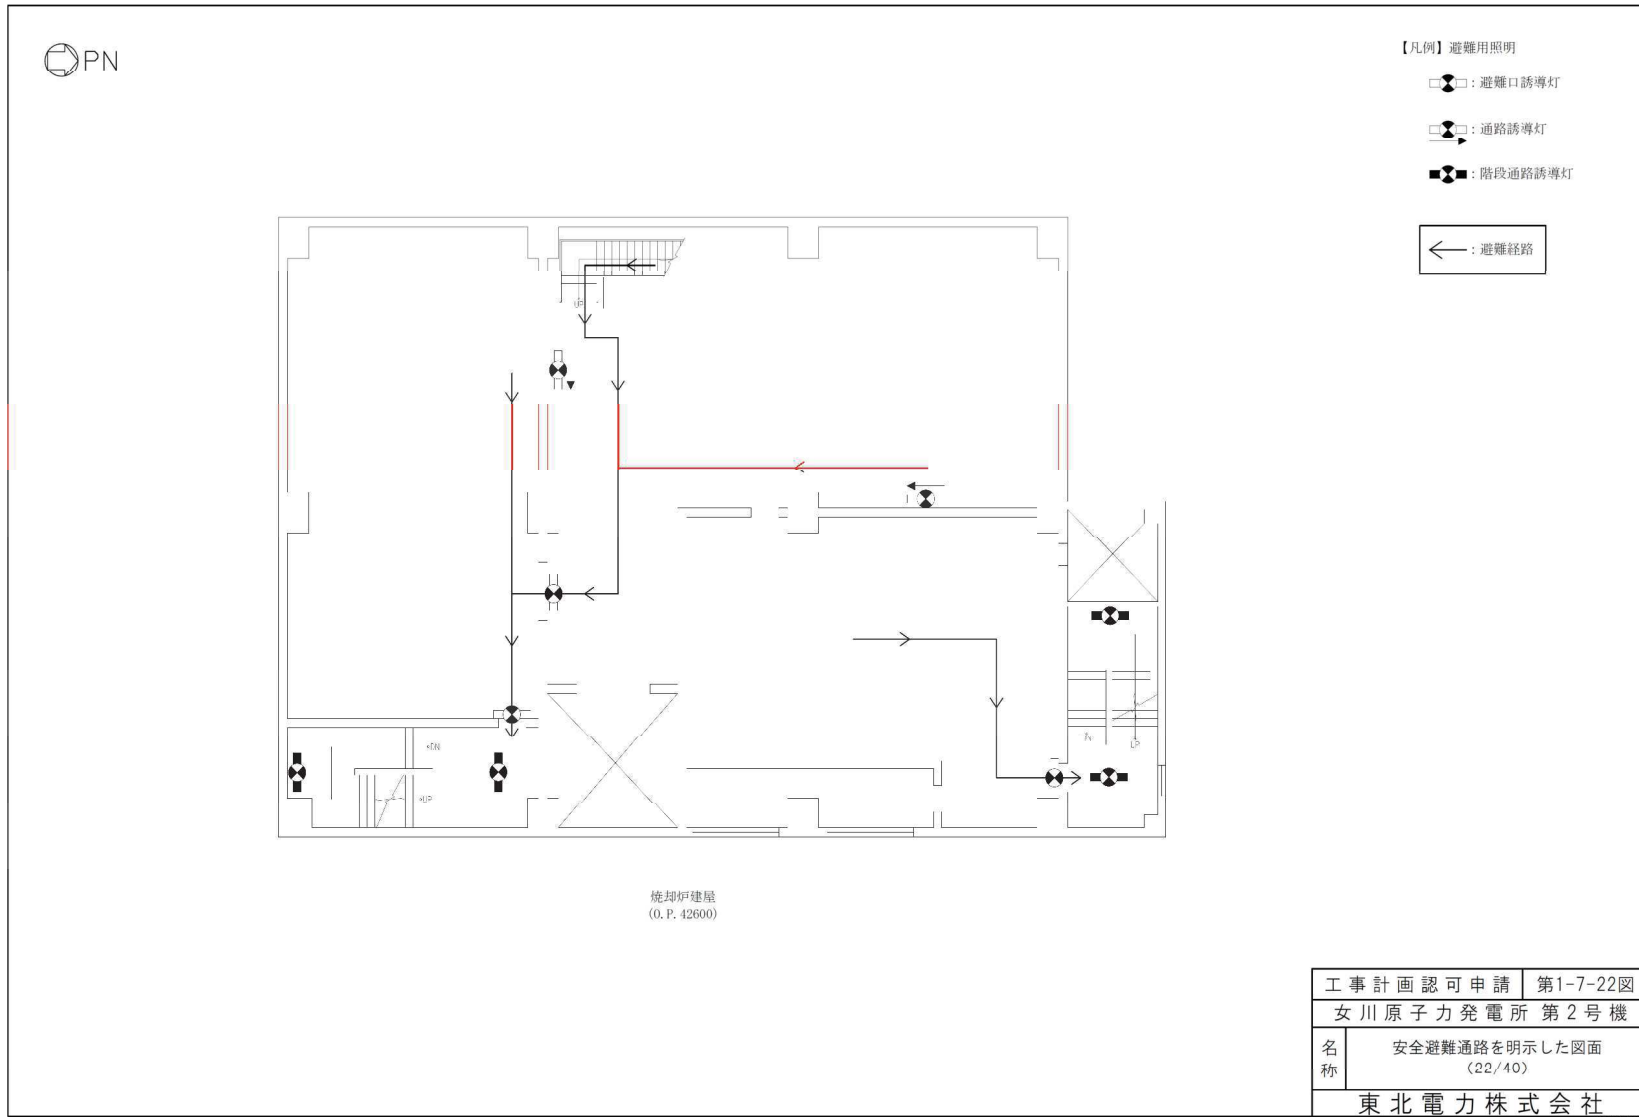 PN
【凡例】避難用照明
：避難口誘導灯
：通路誘導灯
：階段通路誘導灯
：避難経路
UP
DN
UP
UP
焼却炉建屋
(O.P.42600)
工事計画認可申請 第1-7-22図
女川原子力発電所 第2号機
名称 安全避難通路を明示した図面
(22/40)
東北電力株式会社